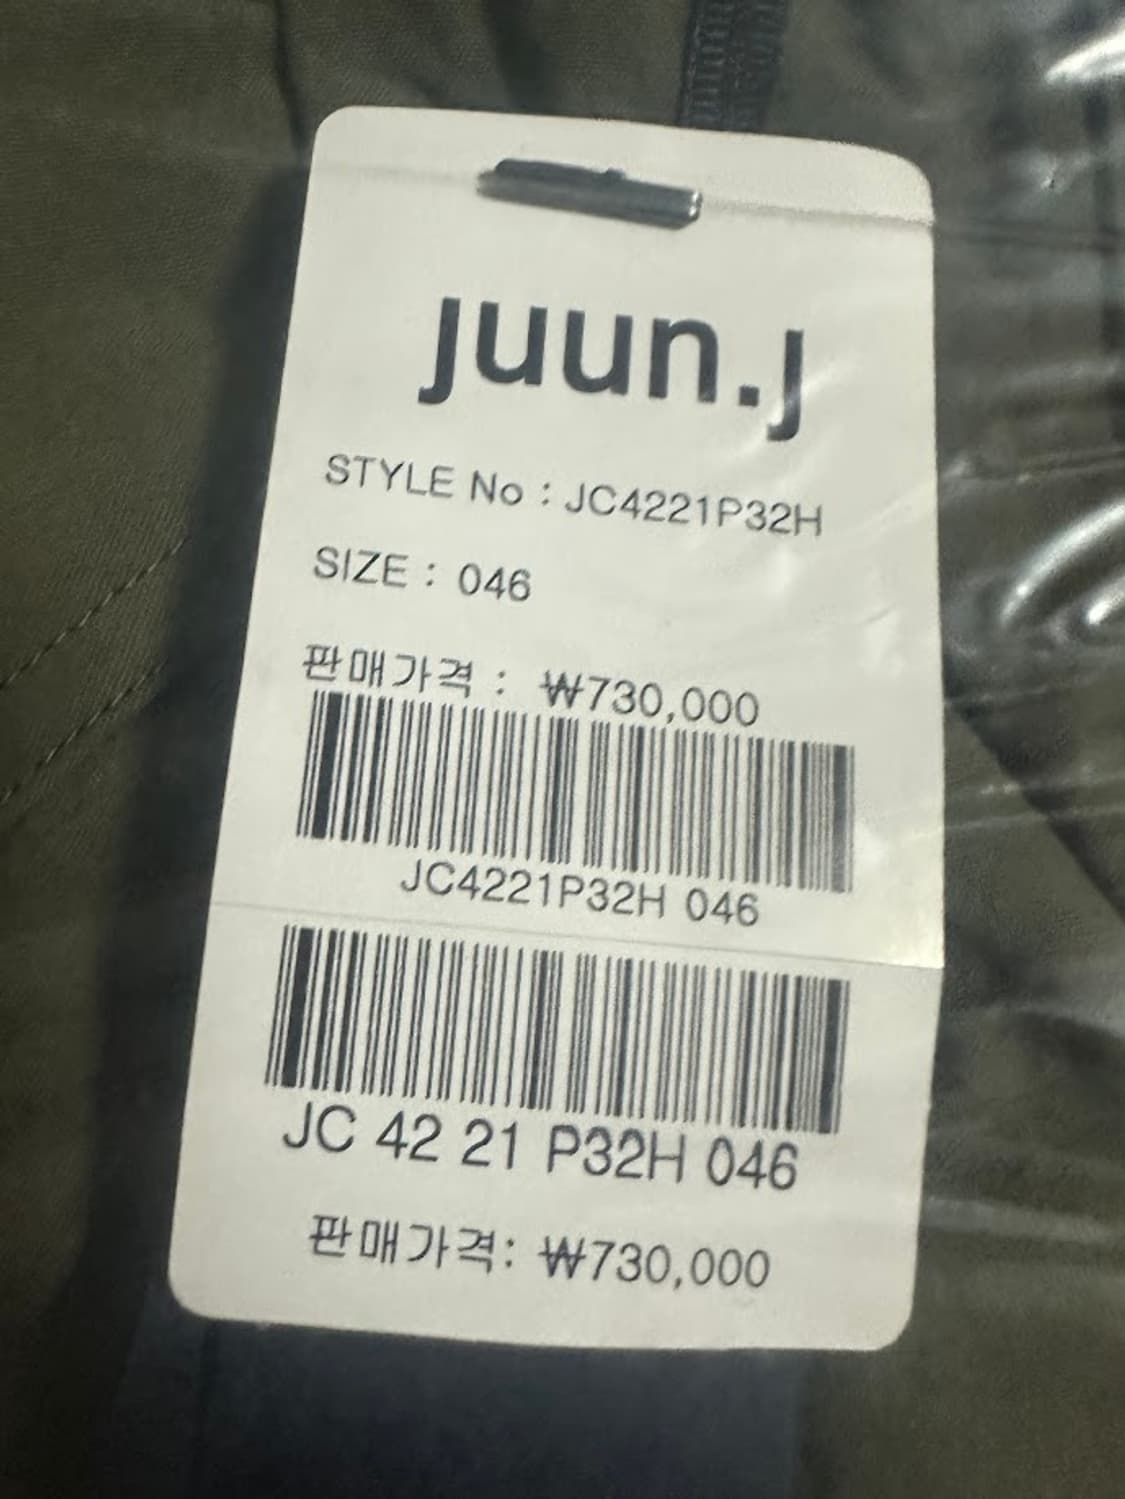 juun.j
STYLE No : JC4221P32H
SIZE : 046
판매가격 : ₩730,000
JC4221P32H 046
JC 42 21 P32H 046
판매가격: ₩730,000